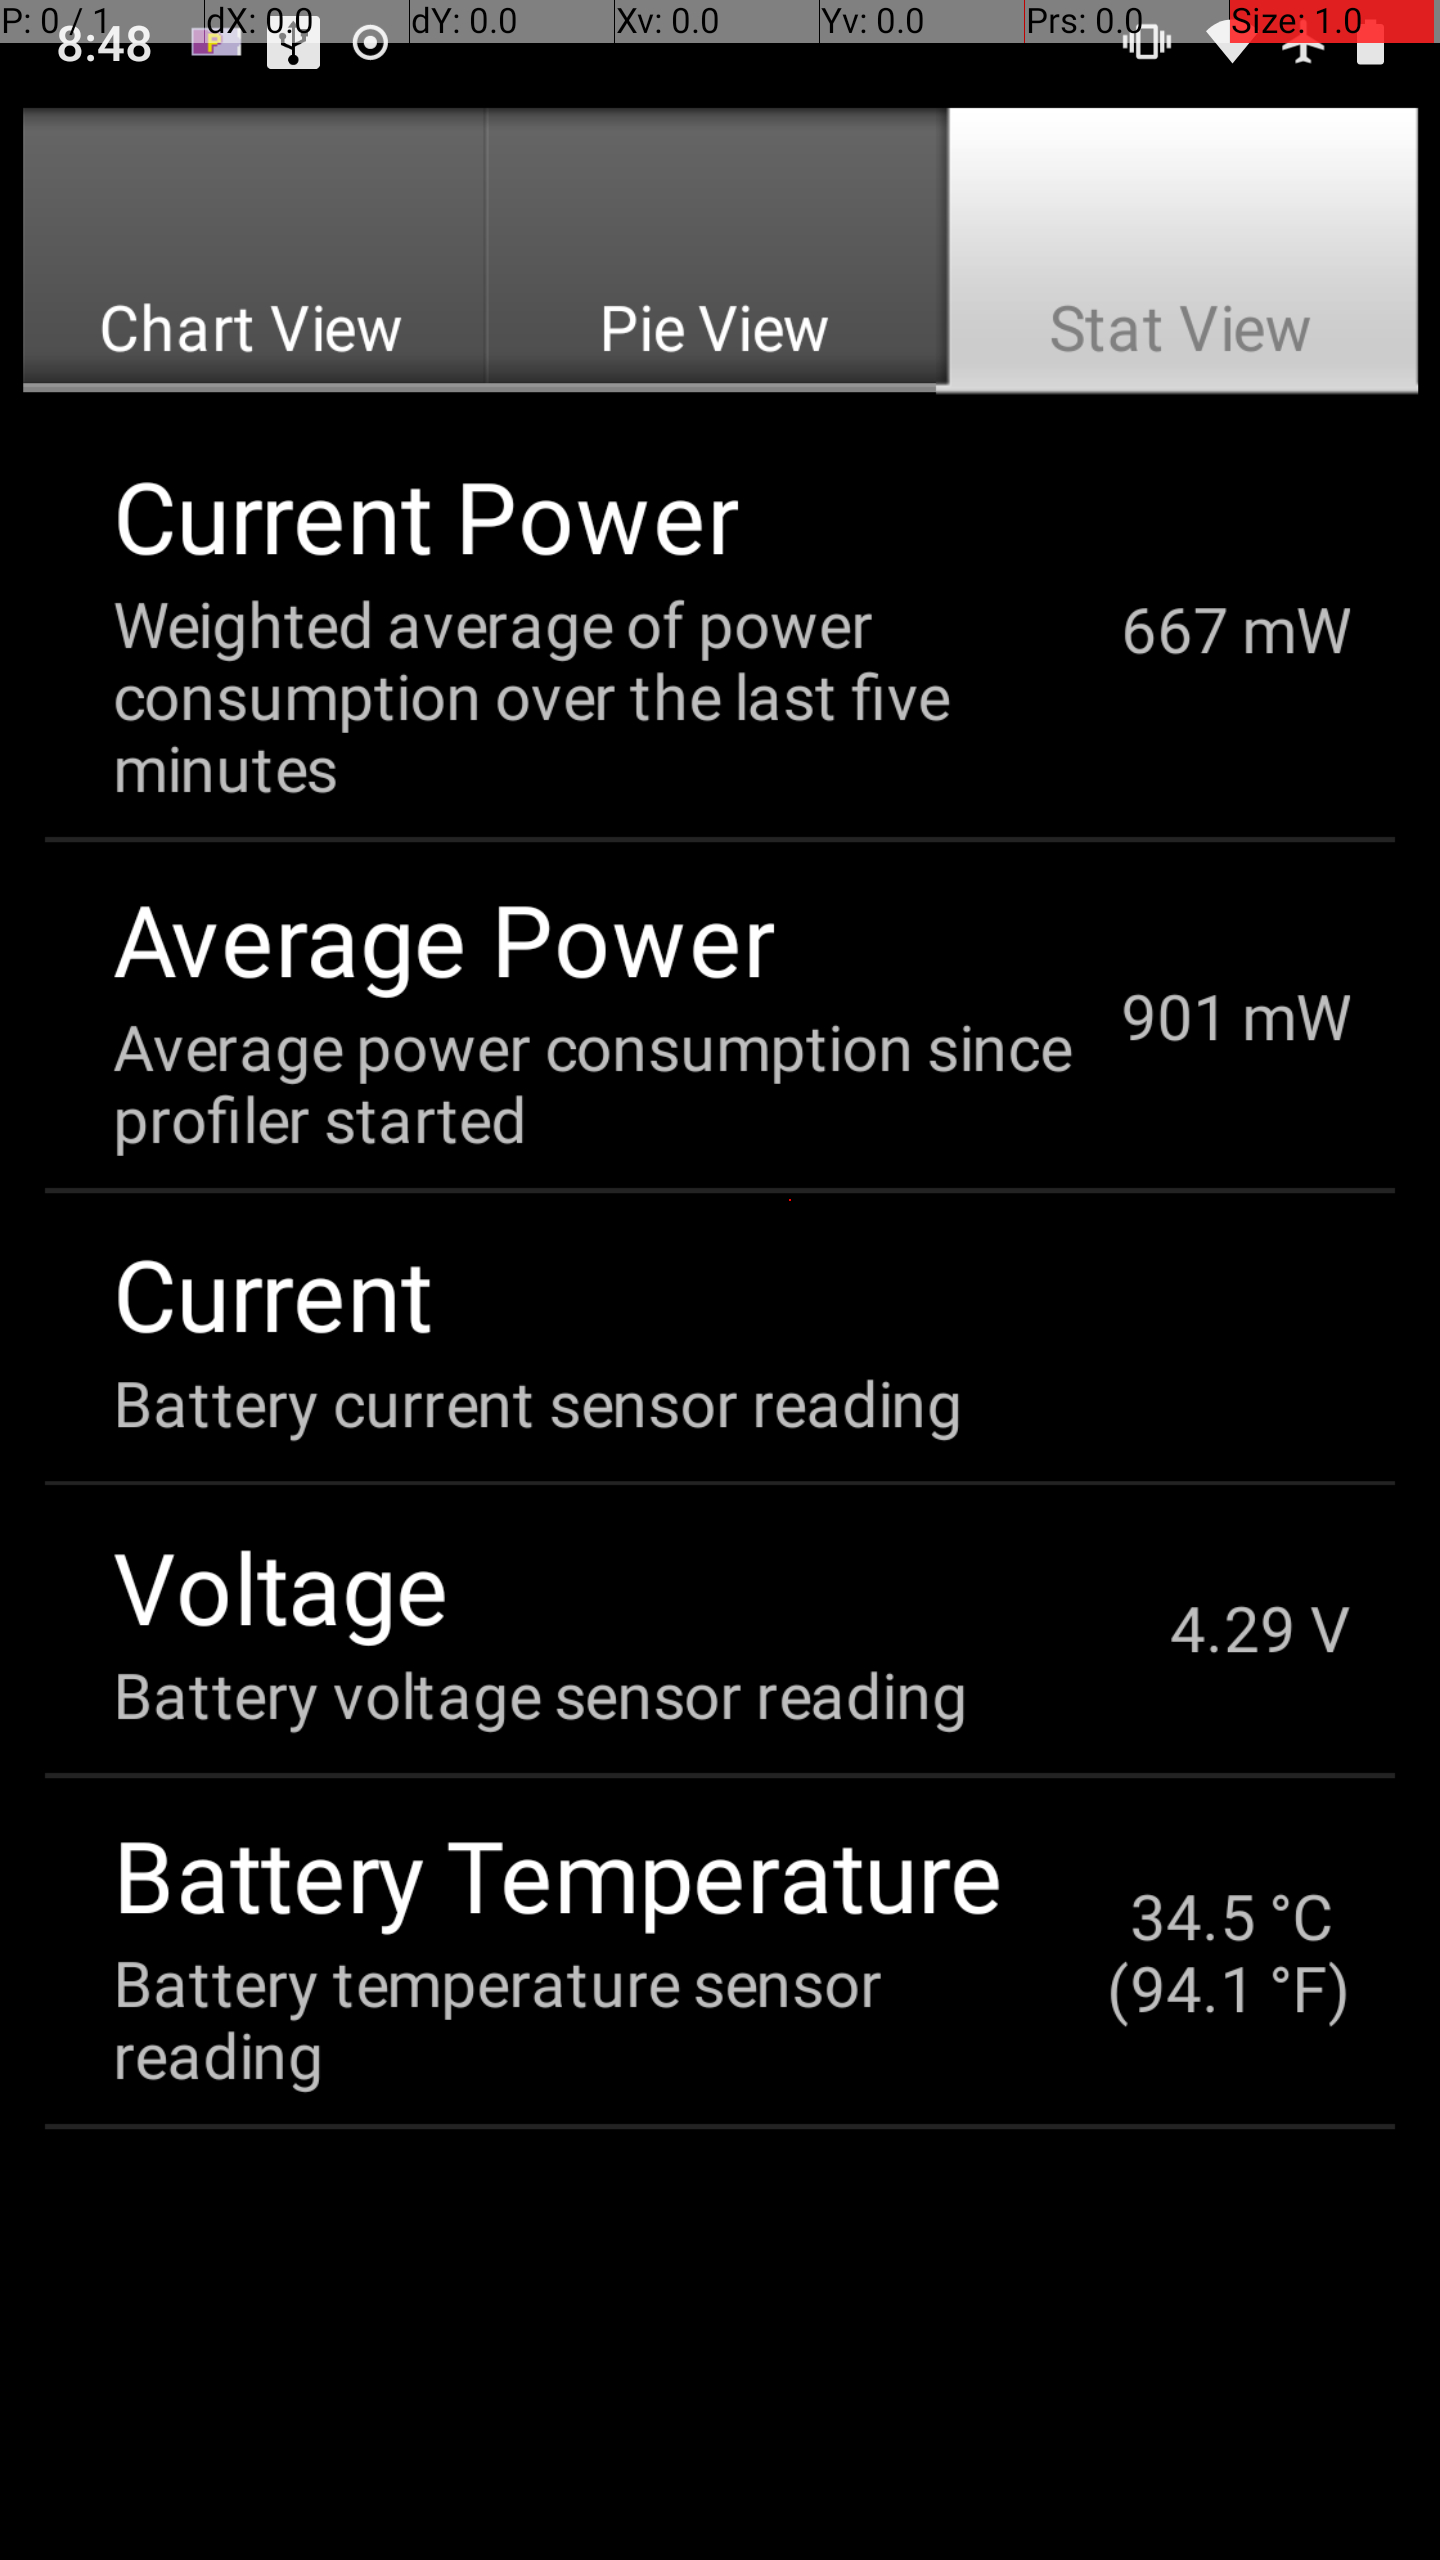 P: 0 / 1 dX: 0.0 dY: 0.0 Xv: 0.0 Yv: 0.0 Prs: 0.0 Size: 1.0
8:48 P
Chart View Pie View Stat View
Current Power
Weighted average of power
consumption over the last five
minutes
667 mW
Average Power
Average power consumption since
profiler started
901 mW
Current
Battery current sensor reading
Voltage
Battery voltage sensor reading
4.29 V
Battery Temperature
Battery temperature sensor
reading
34.5 °C
(94.1 °F)